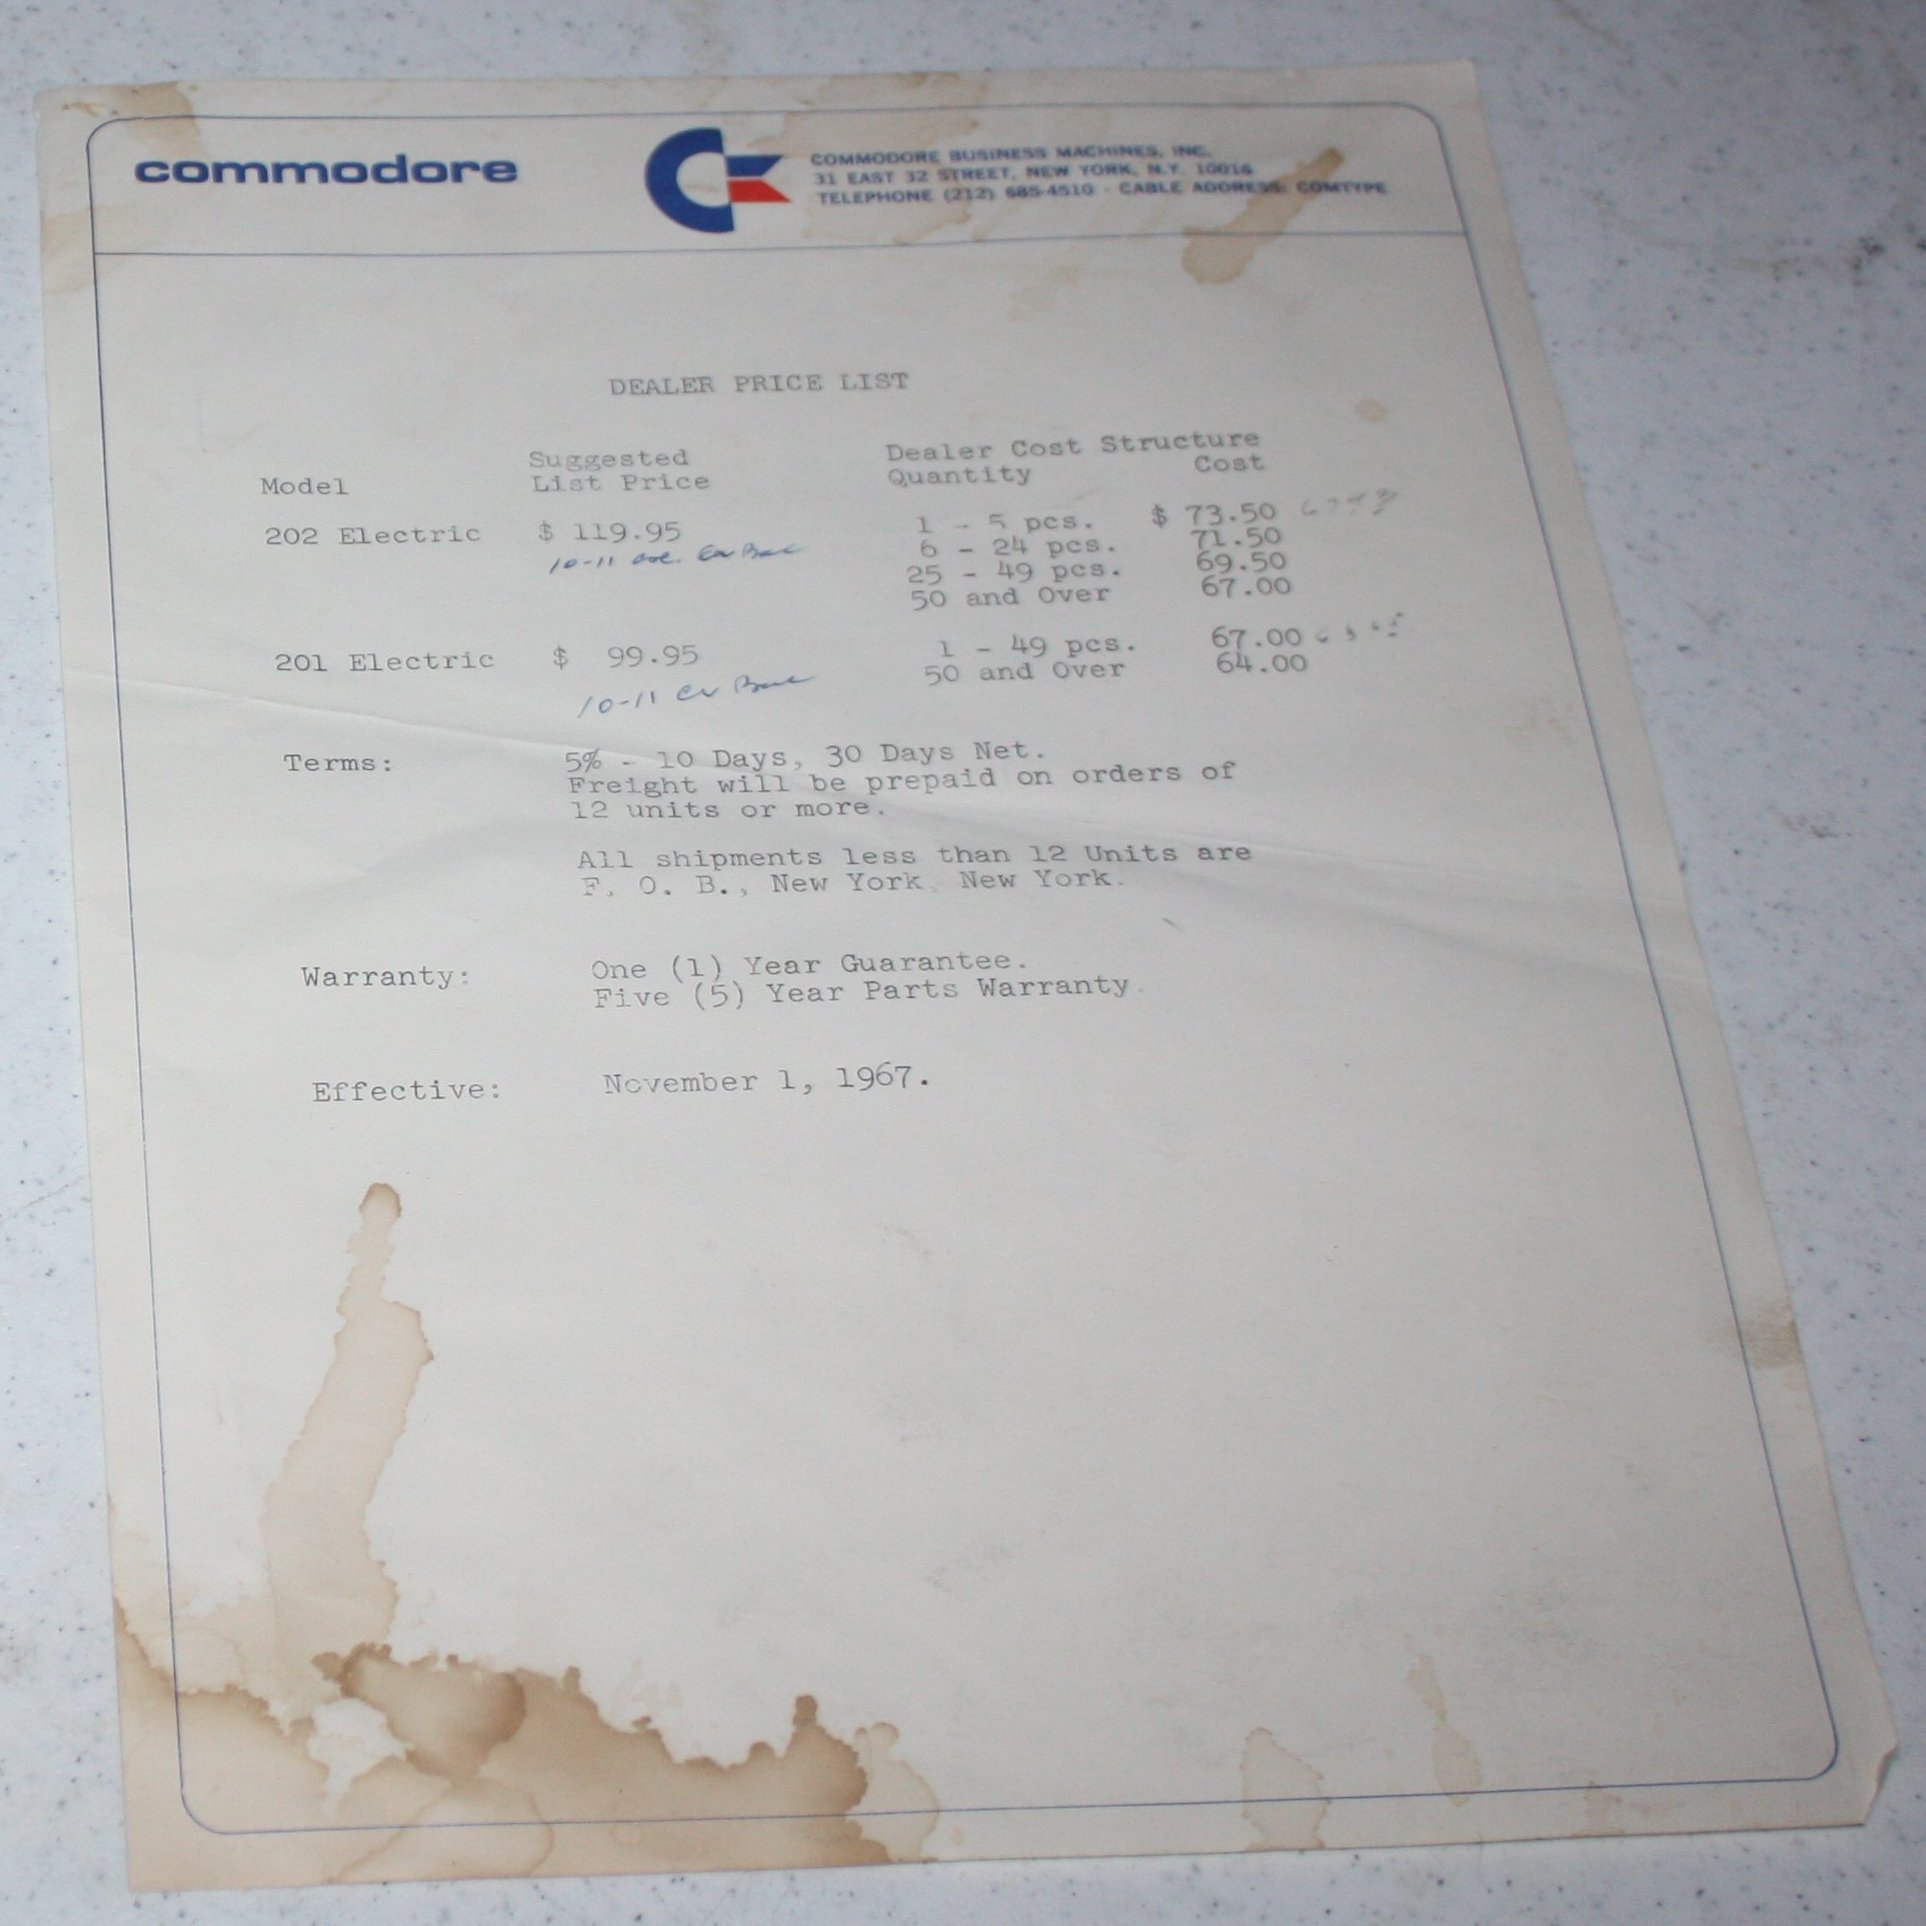 commodore
COMMODORE BUSINESS MACHINES, INC.
31 EAST 32 STREET, NEW YORK, N.Y. 10016
TELEPHONE (212) 685-4510 - CABLE ADDRESS: COMTYPE
DEALER PRICE LIST
Model Suggested List Price Dealer Cost Structure
Quantity Cost
202 Electric $ 119.95 1 - 5 pcs. $ 73.50
10-11 6 - 24 pcs. 71.50
25 - 49 pcs. 69.50
50 and Over 67.00
201 Electric $ 99.95 1 - 49 pcs. 67.00
10-11 50 and Over 64.00
Terms: 5% - 10 Days, 30 Days Net.
Freight will be prepaid on orders of
12 units or more.
All shipments less than 12 Units are
F. O. B., New York, New York.
Warranty: One (1) Year Guarantee.
Five (5) Year Parts Warranty.
Effective: November 1, 1967.